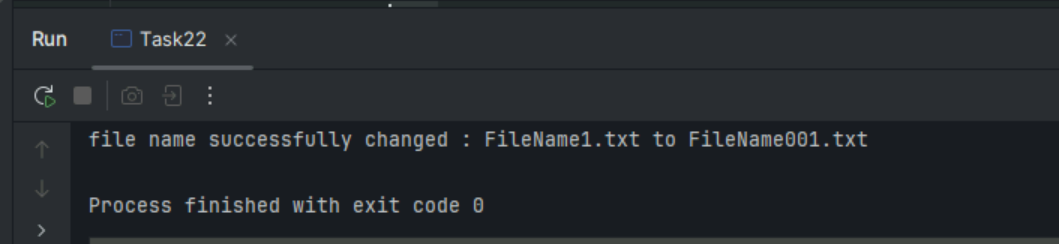 Run
Task22
file name successfully changed : FileName1.txt to FileName001.txt
Process finished with exit code 0